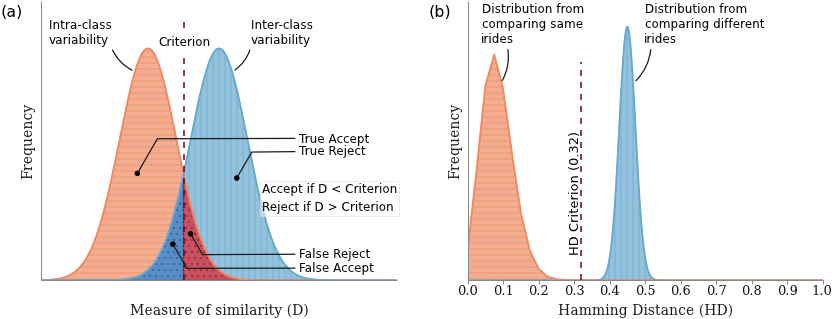 (a)
Intra-class
variability
Criterion
Inter-class
variability
True Accept
True Reject
Accept if D < Criterion
Reject if D > Criterion
False Reject
False Accept
Frequency
Measure of similarity (D)
(b)
Distribution from
comparing same
irides
Distribution from
comparing different
irides
HD Criterion (0.32)
Frequency
0.0 0.1 0.2 0.3 0.4 0.5 0.6 0.7 0.8 0.9 1.0
Hamming Distance (HD)